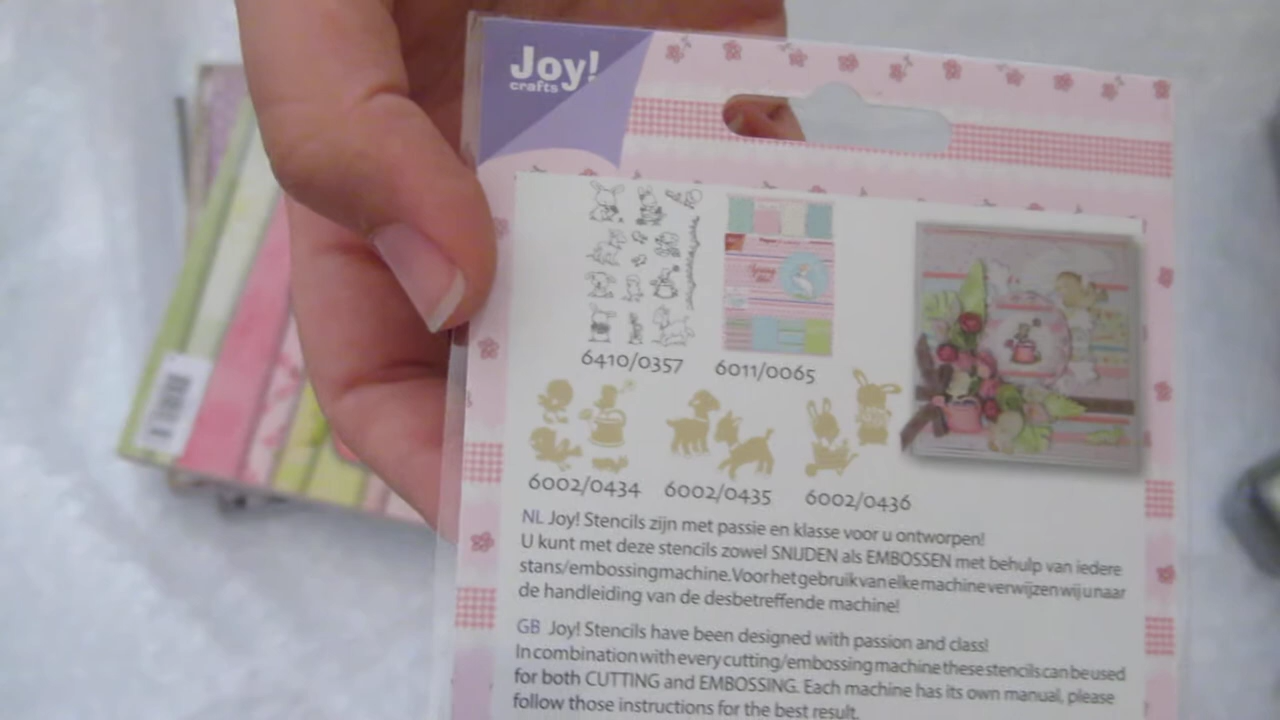 Joy!
crafts
6410/0357
6011/0065
6002/0434
6002/0435
6002/0436
NL Joy! Stencils zijn met passie en klasse voor u ontworpen!
U kunt met deze stencils zowel SNIJDEN als EMBOSSEN met behulp van iedere
stans/embossingmachine. Voor het gebruik van elke machine verwijzen wij u naar
de handleiding van de desbetreffende machine!
GB Joy! Stencils have been designed with passion and class!
In combination with every cutting/embossing machine these stencils can be used
for both CUTTING and EMBOSSING. Each machine has its own manual, please
follow those instructions for the best result.